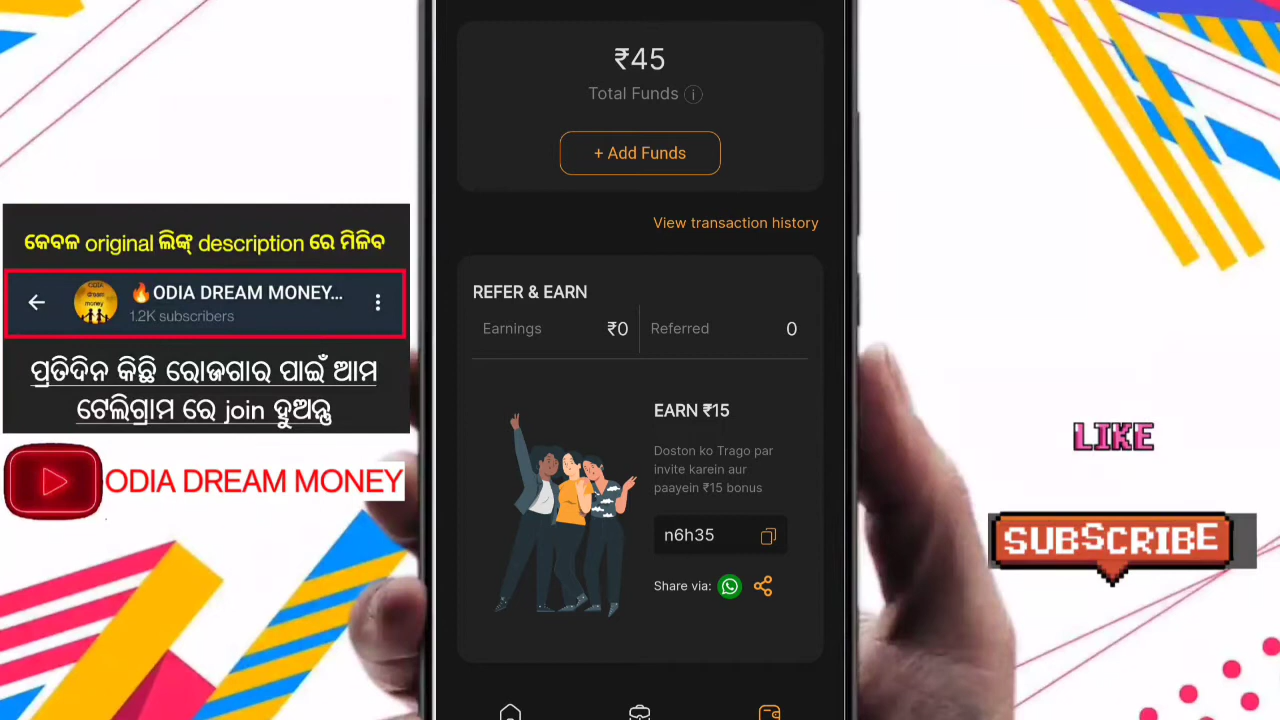 ₹45
Total Funds
+ Add Funds
View transaction history
REFER & EARN
Earnings ₹0 Referred 0
EARN ₹15
Doston ko Trago par
invite karein aur
paayein ₹15 bonus
n6h35
Share via:
କେବଳ original ଲିଙ୍କ୍ description ରେ ମିଳିବ
🔥ODIA DREAM MONEY...
1.2K subscribers
ପ୍ରତିଦିନ କିଛି ରୋଜଗାର ପାଇଁ ଆମ
ଟେଲିଗ୍ରାମ ରେ join ହୁଅନ୍ତୁ
ODIA DREAM MONEY
LIKE
SUBSCRIBE